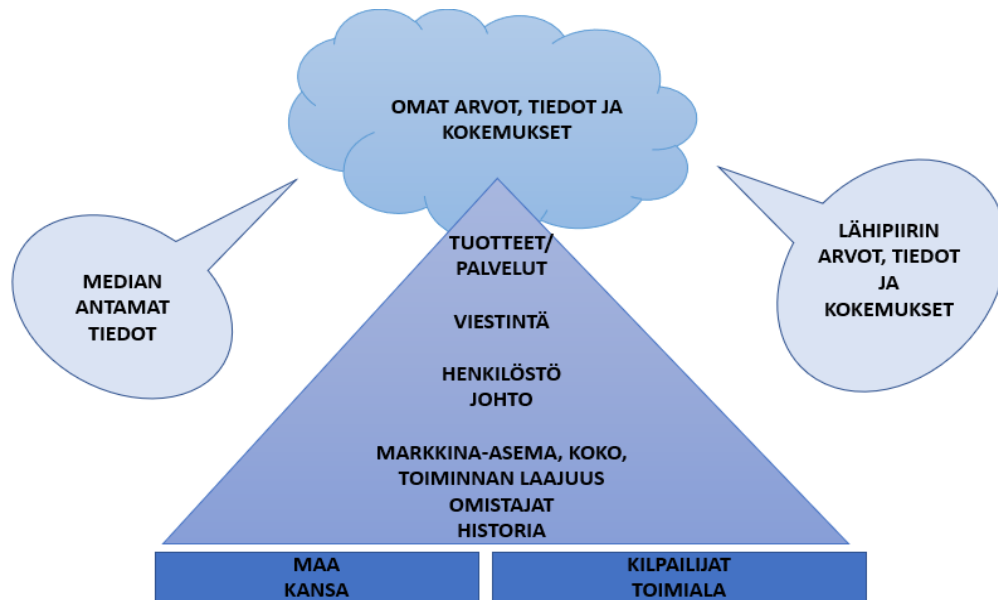 OMAT ARVOT, TIEDOT JA
KOKEMUKSET
MEDIAN
ANTAMAT
TIEDOT
LÄHIPIIRIN
ARVOT, TIEDOT
JA
KOKEMUKSET
TUOTTEET/
PALVELUT
VIESTINTÄ
HENKILÖSTÖ
JOHTO
MARKKINA-ASEMA, KOKO,
TOIMINNAN LAAJUUS
OMISTAJAT
HISTORIA
MAA
KANSA
KILPAILIJAT
TOIMIALA